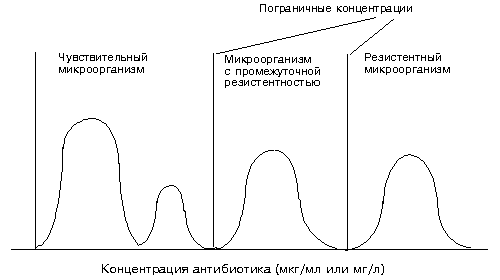 Пограничные концентрации
Чувствительный
микроорганизм
Микроорганизм
с промежуточной
резистентностью
Резистентный
микроорганизм
Концентрация антибиотика (мкг/мл или мг/л)